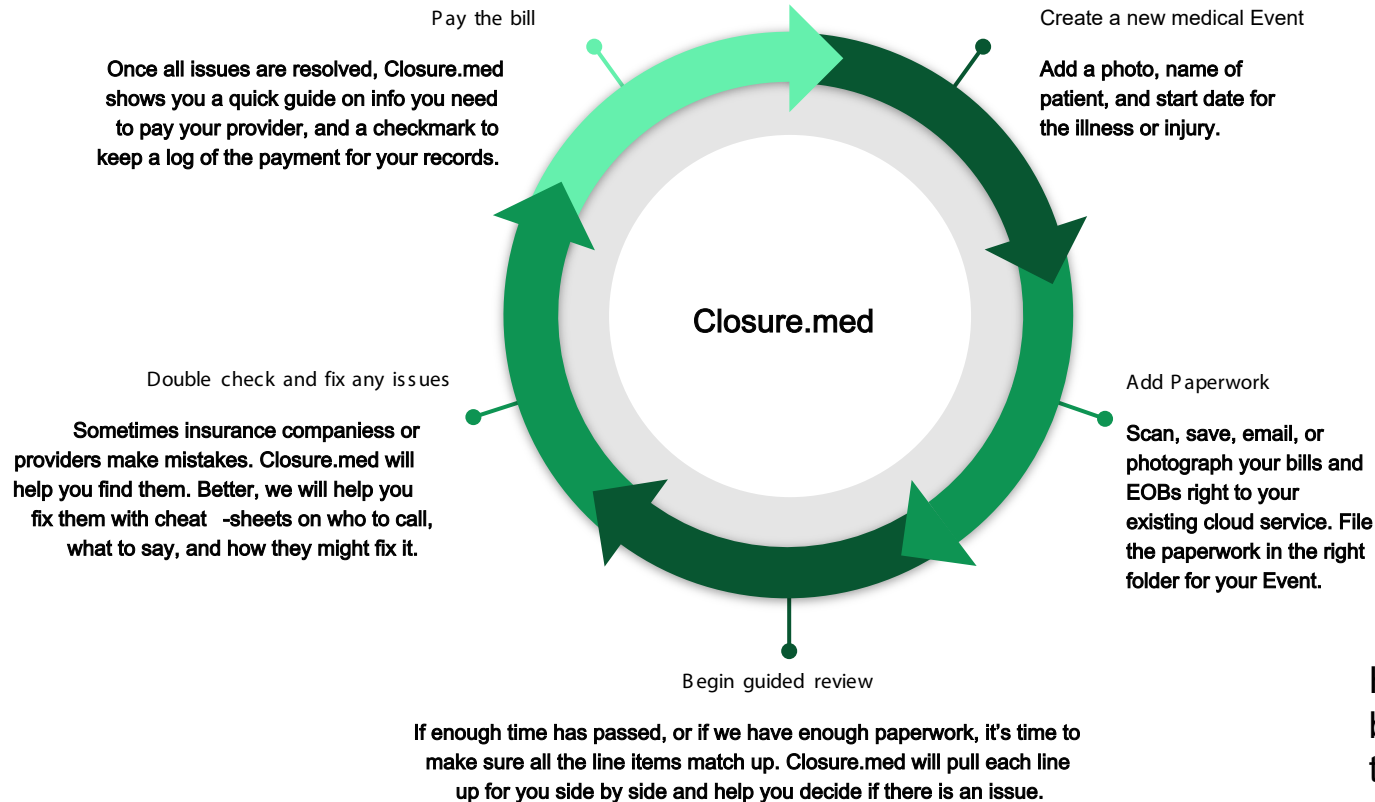 Pay the bill
Once all issues are resolved, Closure.med
shows you a quick guide on info you need
to pay your provider, and a checkmark to
keep a log of the payment for your records.
Create a new medical Event
Add a photo, name of
patient, and start date for
the illness or injury.
Closure.med
Double check and fix any issues
Sometimes insurance companiess or
providers make mistakes. Closure.med will
help you find them. Better, we will help you
fix them with cheat -sheets on who to call,
what to say, and how they might fix it.
Add Paperwork
Scan, save, email, or
photograph your bills and
EOBs right to your
existing cloud service. File
the paperwork in the right
folder for your Event.
Begin guided review
If enough time has passed, or if we have enough paperwork, it’s time to
make sure all the line items match up. Closure.med will pull each line
up for you side by side and help you decide if there is an issue.